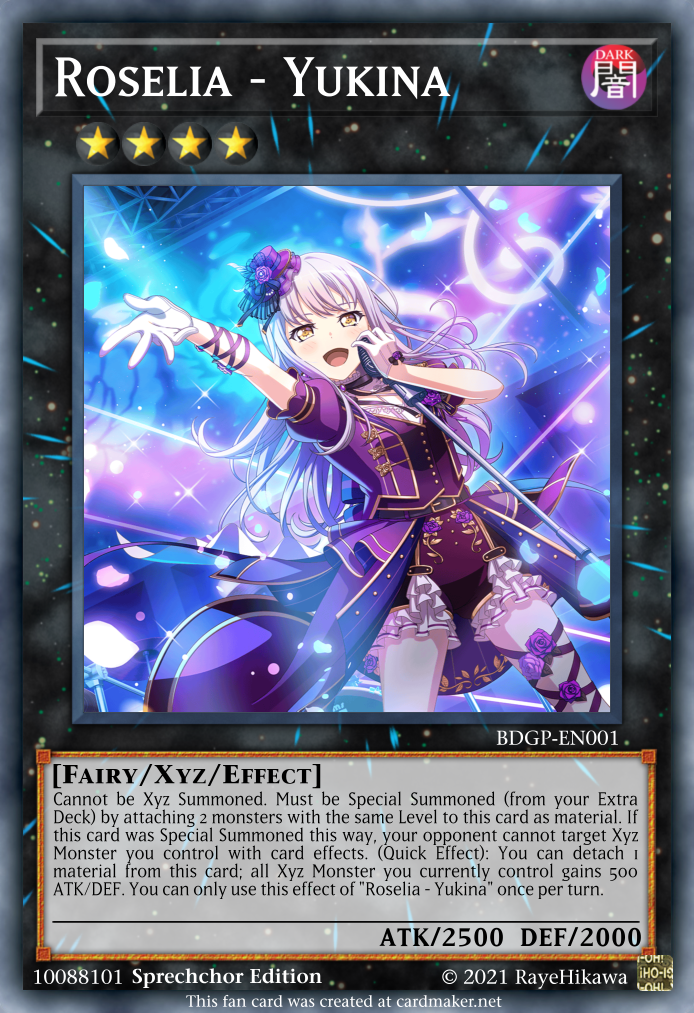 Roselia - Yukina
DARK
闇
BDGP-EN001
[Fairy/Xyz/Effect]
Cannot be Xyz Summoned. Must be Special Summoned (from your Extra
Deck) by attaching 2 monsters with the same Level to this card as material. If
this card was Special Summoned this way, your opponent cannot target Xyz
Monster you control with card effects. (Quick Effect): You can detach 1
material from this card; all Xyz Monster you currently control gains 500
ATK/DEF. You can only use this effect of "Roselia - Yukina" once per turn.
ATK/2500 DEF/2000
10088101 Sprechchor Edition
© 2021 RayeHikawa
This fan card was created at cardmaker.net